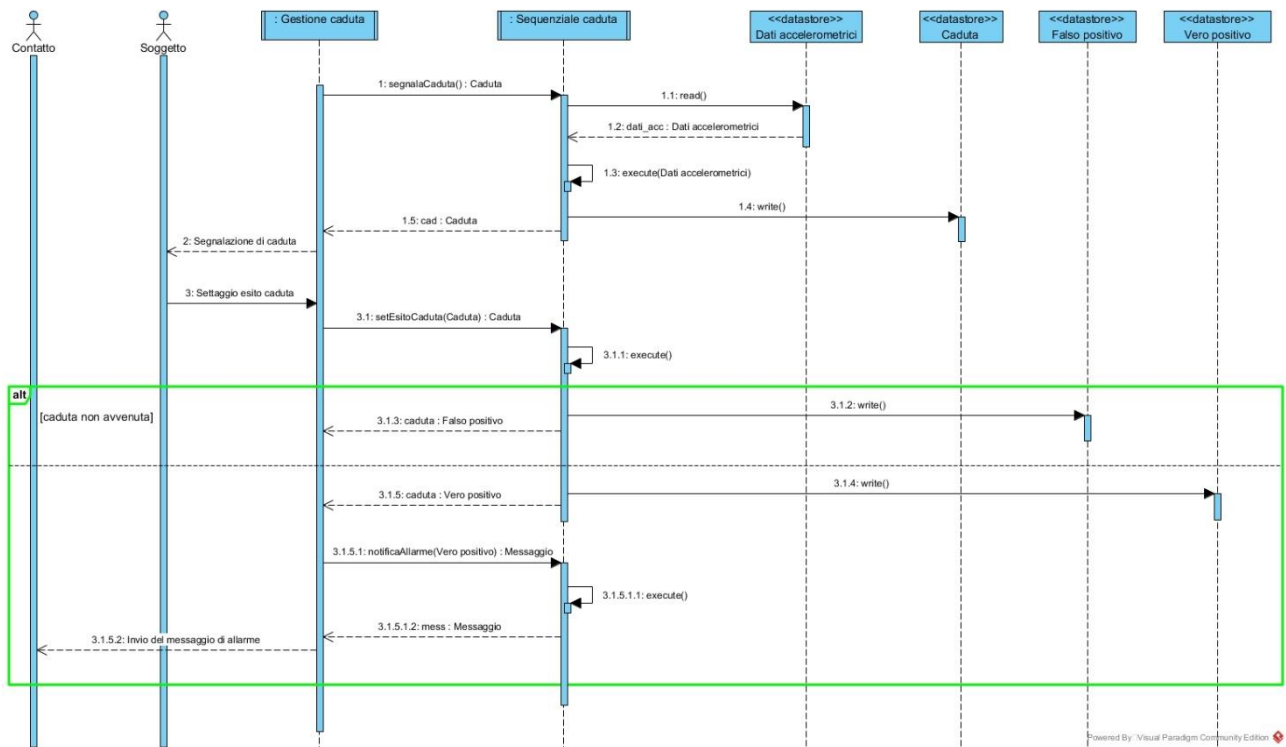 : Gestione caduta
: Sequenziale caduta
<<datastore>>
Dati accelerometrici
<<datastore>>
Caduta
<<datastore>>
Falso positivo
<<datastore>>
Vero positivo
Contatto
Soggetto
1: segnalaCaduta() : Caduta
1.1: read()
1.2: dati_acc : Dati accelerometrici
1.3: execute(Dati accelerometrici)
1.4: write()
1.5: cad : Caduta
2: Segnalazione di caduta
3: Settaggio esito caduta
3.1: setEsitoCaduta(Caduta) : Caduta
3.1.1: execute()
alt
[caduta non avvenuta]
3.1.2: write()
3.1.3: caduta : Falso positivo
3.1.4: write()
3.1.5: caduta : Vero positivo
3.1.5.1: notificaAllarme(Vero positivo) : Messaggio
3.1.5.1.1: execute()
3.1.5.1.2: mess : Messaggio
3.1.5.2: Invio del messaggio di allarme
Powered By Visual Paradigm Community Edition